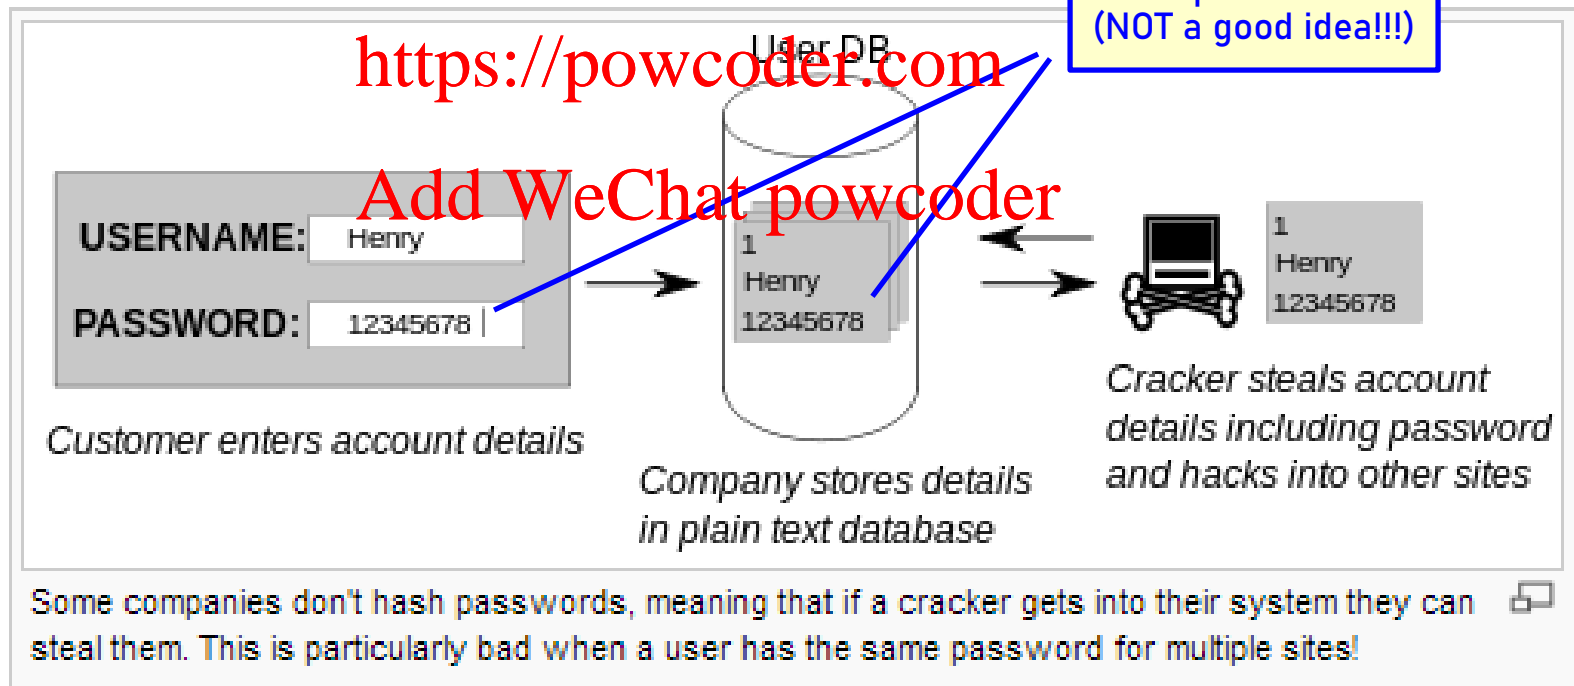 (NOT a good idea!!!)
https://powcoder.com
User DB
Add WeChat powcoder
USERNAME: Henry
PASSWORD: 12345678
1
Henry
12345678
1
Henry
12345678
Customer enters account details
Company stores details
in plain text database
Cracker steals account
details including password
and hacks into other sites
Some companies don't hash passwords, meaning that if a cracker gets into their system they can
steal them. This is particularly bad when a user has the same password for multiple sites!